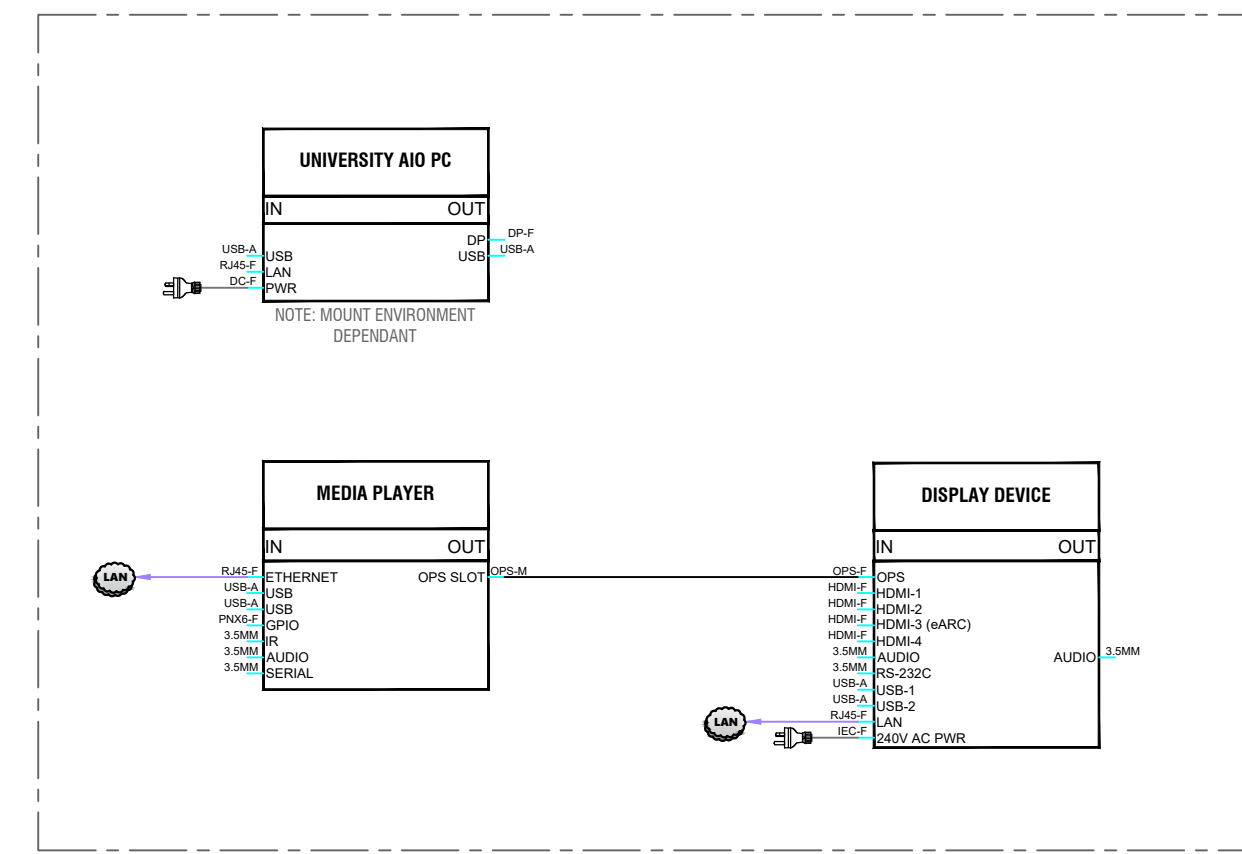 UNIVERSITY AIO PC
IN OUT
DP DP-F
USB-A USB USB USB-A
RJ45-F LAN
DC-F PWR
NOTE: MOUNT ENVIRONMENT
DEPENDANT
MEDIA PLAYER
IN OUT
LAN RJ45-F ETHERNET OPS SLOT OPS-M
USB-A USB
USB-A USB
PNX6-F GPIO
3.5MM IR
3.5MM AUDIO
3.5MM SERIAL
DISPLAY DEVICE
IN OUT
OPS-F OPS
HDMI-F HDMI-1
HDMI-F HDMI-2
HDMI-F HDMI-3 (eARC)
HDMI-F HDMI-4
3.5MM AUDIO AUDIO 3.5MM
3.5MM RS-232C
USB-A USB-1
USB-A USB-2
LAN RJ45-F LAN
IEC-F 240V AC PWR